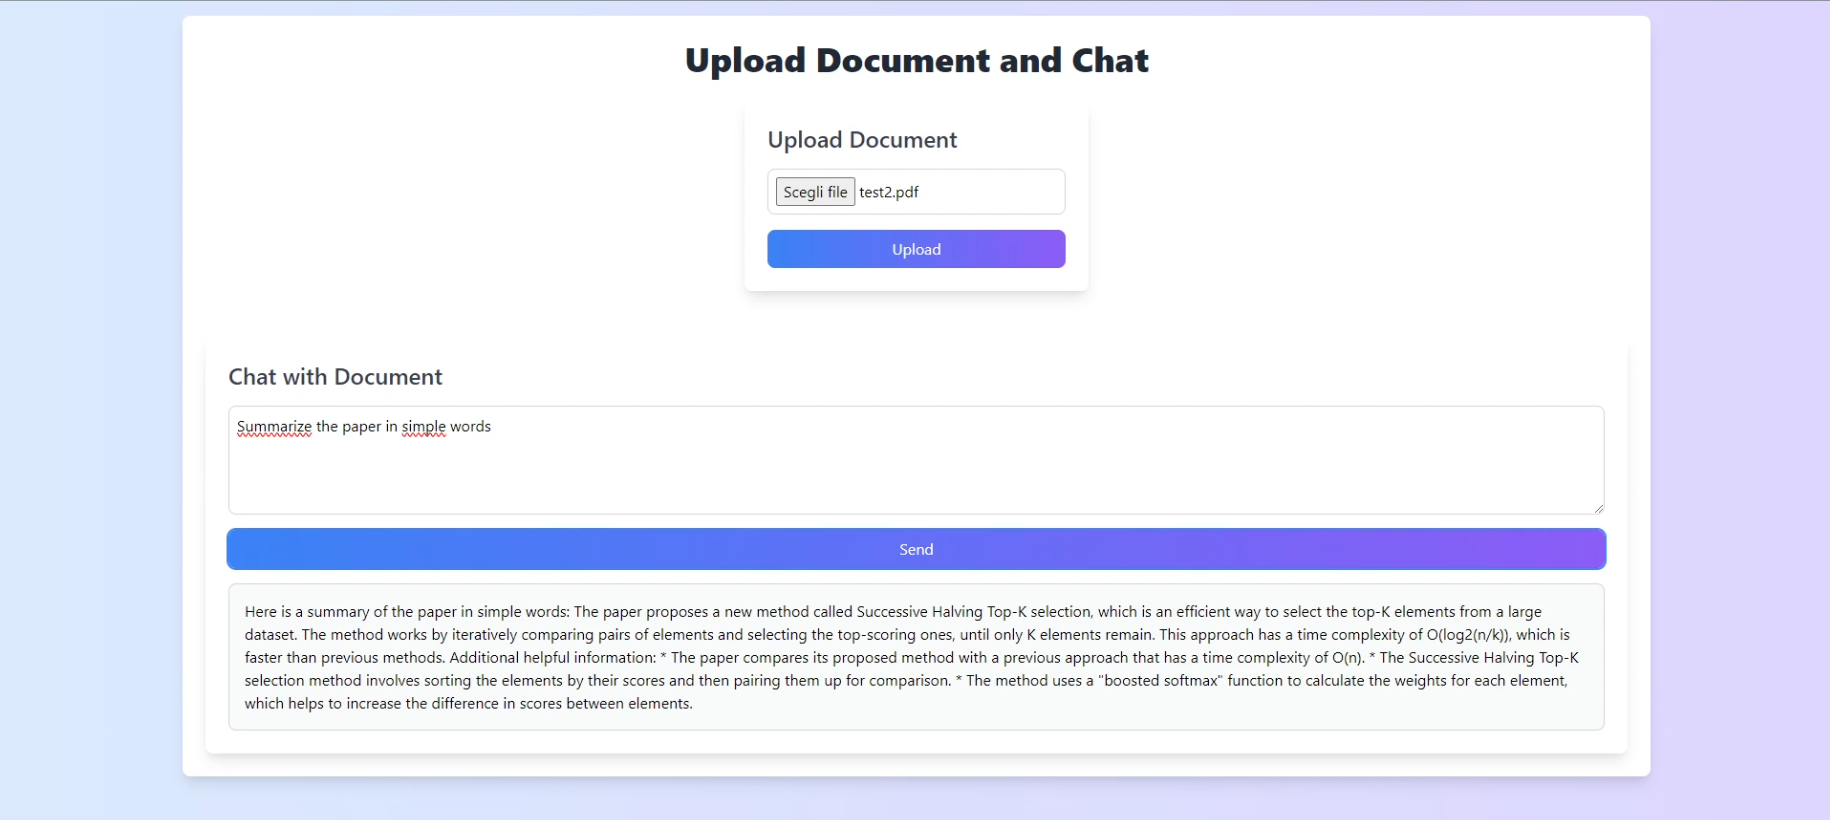 Upload Document and Chat
Upload Document
Scegli file test2.pdf
Upload
Chat with Document
Summarize the paper in simple words
Send
Here is a summary of the paper in simple words: The paper proposes a new method called Successive Halving Top-K selection, which is an efficient way to select the top-K elements from a large
dataset. The method works by iteratively comparing pairs of elements and selecting the top-scoring ones, until only K elements remain. This approach has a time complexity of O(log2(n/k)), which is
faster than previous methods. Additional helpful information: * The paper compares its proposed method with a previous approach that has a time complexity of O(n). * The Successive Halving Top-K
selection method involves sorting the elements by their scores and then pairing them up for comparison. * The method uses a "boosted softmax" function to calculate the weights for each element,
which helps to increase the difference in scores between elements.